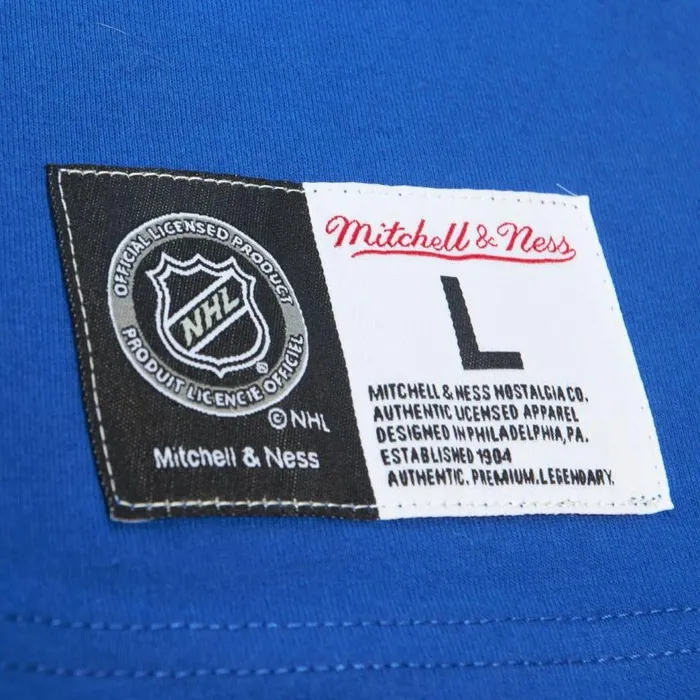 OFFICIAL LICENSED PRODUCT
NHL
®
PRODUIT LICENCIE OFFICIEL
© NHL
Mitchell & Ness
Mitchell & Ness
L
MITCHELL & NESS NOSTALGIA CO.
AUTHENTIC LICENSED APPAREL
DESIGNED IN PHILADELPHIA, PA.
ESTABLISHED 1904
AUTHENTIC. PREMIUM. LEGENDARY.